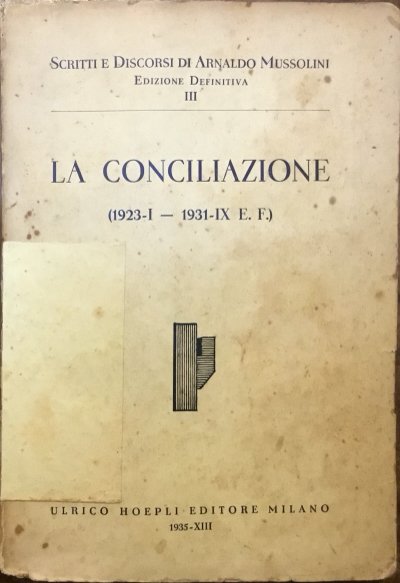 SCRITTI E DISCORSI DI ARNALDO MUSSOLINI
EDIZIONE DEFINITIVA
III
LA CONCILIAZIONE
(1923-I — 1931-IX E. F.)
ULRICO HOEPLI EDITORE MILANO
1935-XIII